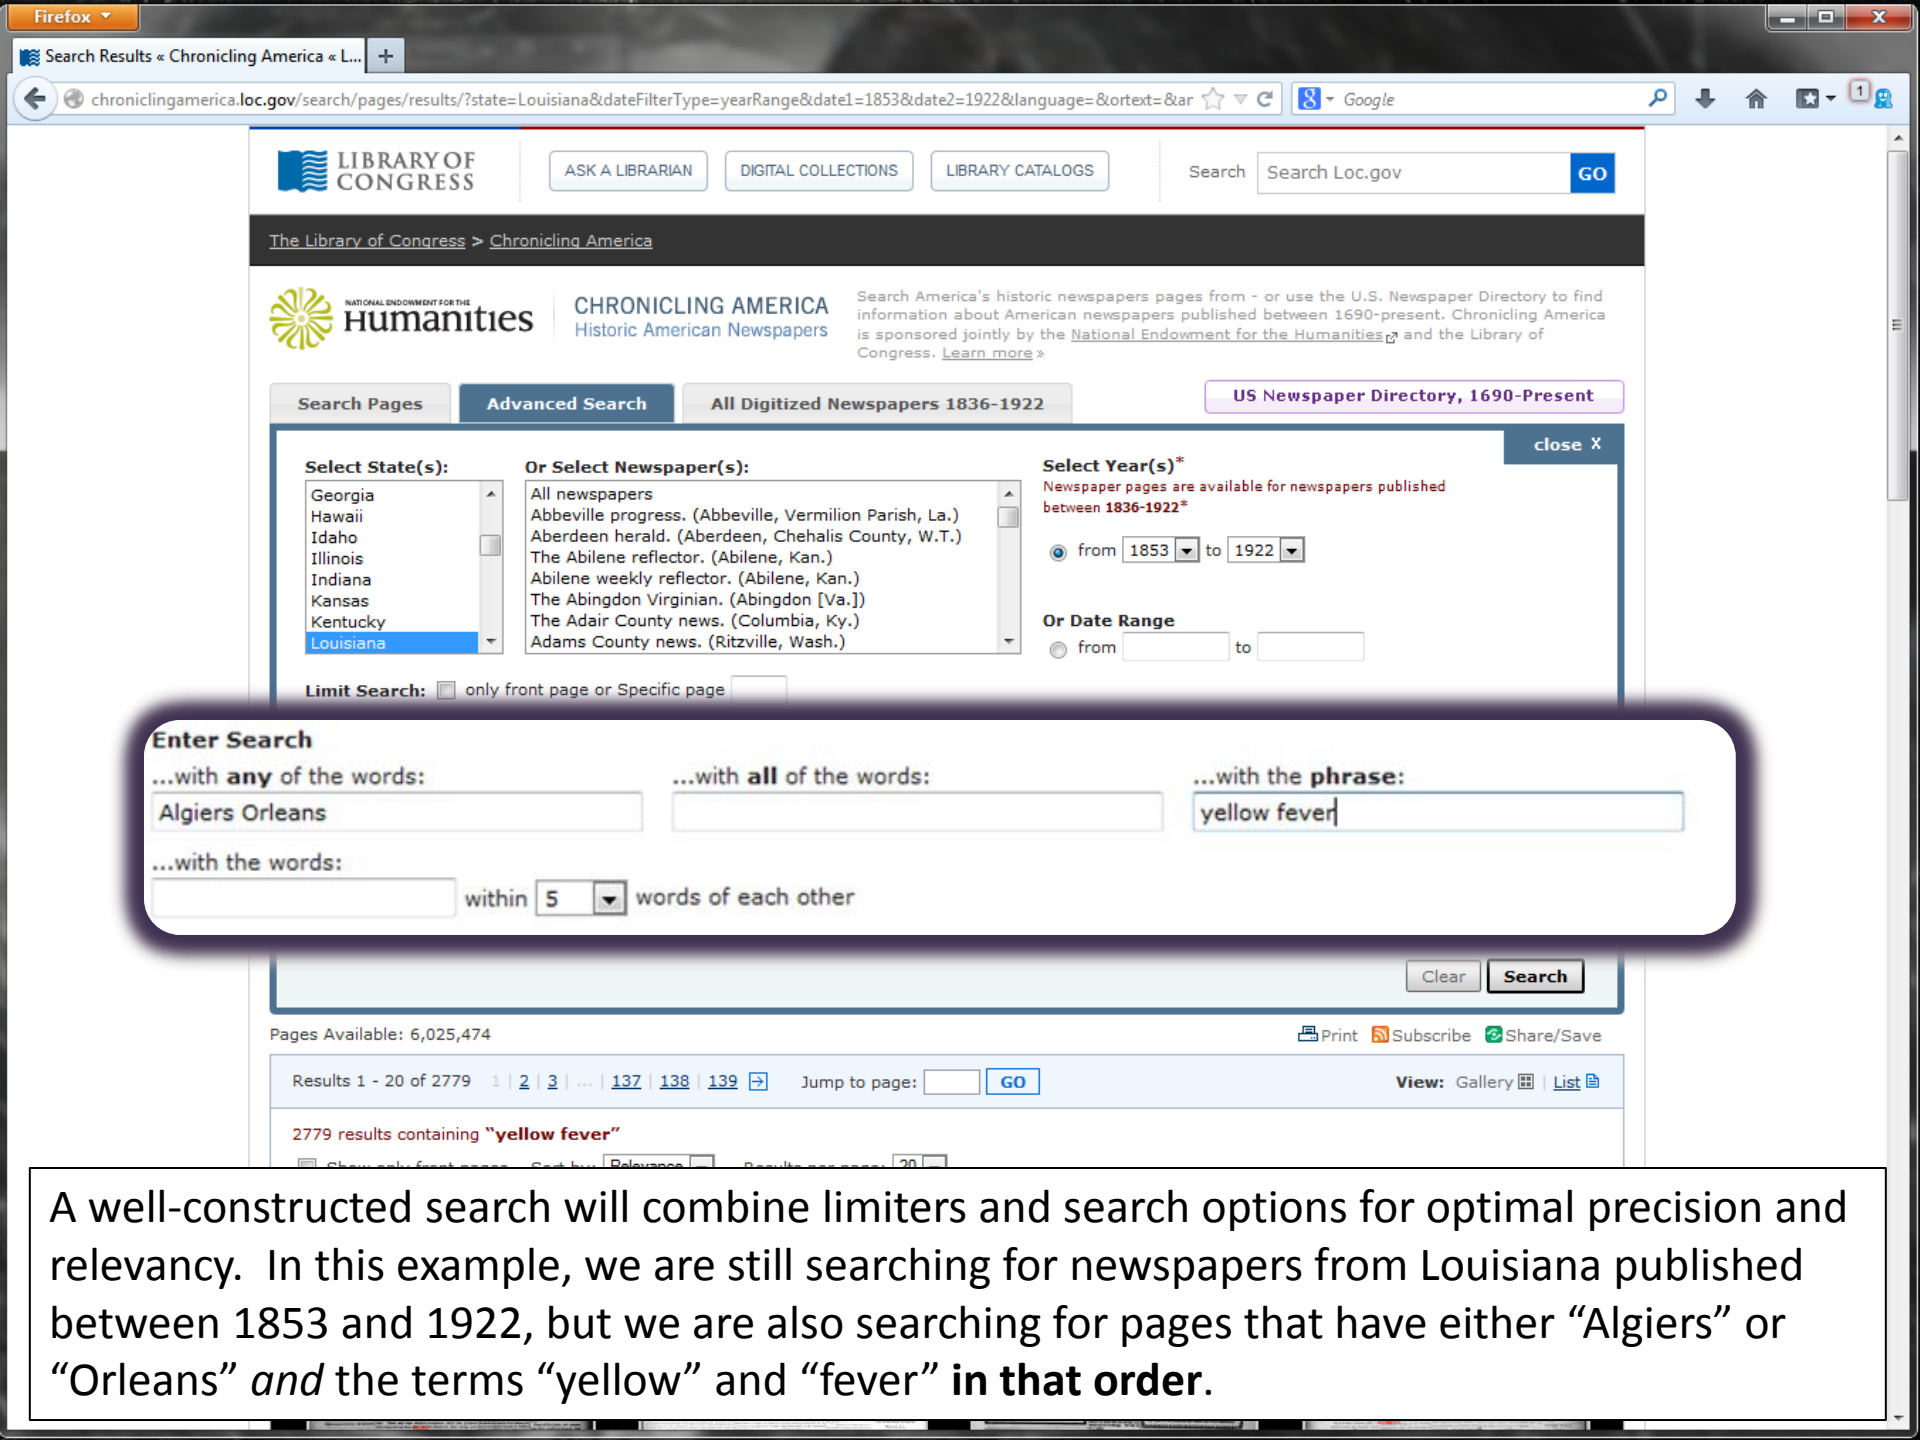 Firefox
Search Results « Chronicling America « L...
chroniclingamerica.loc.gov/search/pages/results/?state=Louisiana&dateFilterType=yearRange&date1=1853&date2=1922&language=&ortext=&ar
Google
1
LIBRARY OF CONGRESS
ASK A LIBRARIAN
DIGITAL COLLECTIONS
LIBRARY CATALOGS
Search
Search Loc.gov
GO
The Library of Congress > Chronicling America
NATIONAL ENDOWMENT FOR THE
Humanities
CHRONICLING AMERICA
Historic American Newspapers
Search America's historic newspapers pages from - or use the U.S. Newspaper Directory to find
information about American newspapers published between 1690-present. Chronicling America
is sponsored jointly by the National Endowment for the Humanities and the Library of
Congress. Learn more »
Search Pages
Advanced Search
All Digitized Newspapers 1836-1922
US Newspaper Directory, 1690-Present
close X
Select State(s):
Georgia
Hawaii
Idaho
Illinois
Indiana
Kansas
Kentucky
Louisiana
Or Select Newspaper(s):
All newspapers
Abbeville progress. (Abbeville, Vermilion Parish, La.)
Aberdeen herald. (Aberdeen, Chehalis County, W.T.)
The Abilene reflector. (Abilene, Kan.)
Abilene weekly reflector. (Abilene, Kan.)
The Abingdon Virginian. (Abingdon [Va.])
The Adair County news. (Columbia, Ky.)
Adams County news. (Ritzville, Wash.)
Select Year(s)*
Newspaper pages are available for newspapers published
between 1836-1922*
from 1853 to 1922
Or Date Range
from to
Limit Search: only front page or Specific page
Enter Search
...with any of the words:
Algiers Orleans
...with all of the words:
...with the phrase:
yellow fever
...with the words:
within 5 words of each other
Clear
Search
Pages Available: 6,025,474
Print Subscribe Share/Save
Results 1 - 20 of 2779 1 | 2 | 3 | ... | 137 | 138 | 139 Jump to page: GO
View: Gallery | List
2779 results containing "yellow fever"
Show only front pages Sort by: Relevance Results per page: 20
A well-constructed search will combine limiters and search options for optimal precision and
relevancy. In this example, we are still searching for newspapers from Louisiana published
between 1853 and 1922, but we are also searching for pages that have either “Algiers” or
“Orleans” and the terms “yellow” and “fever” in that order.